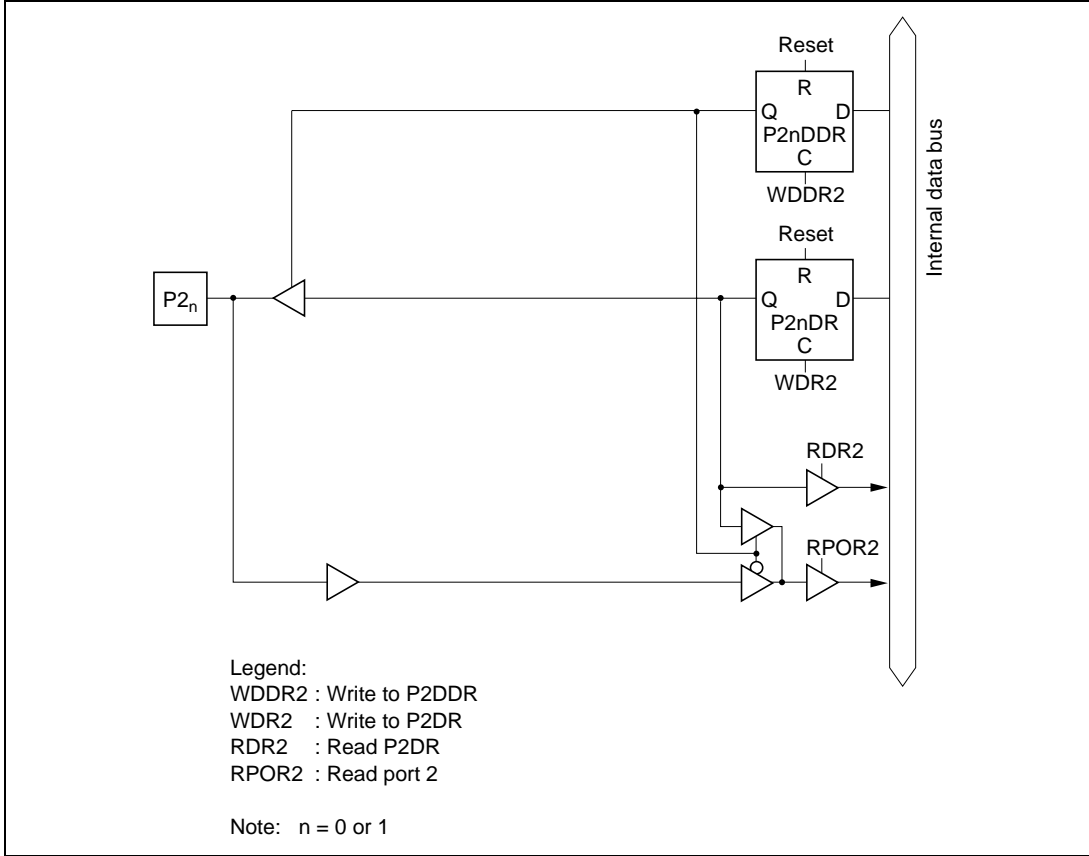 Reset
R
Q D
P2nDDR
C
WDDR2
Internal data bus
Reset
R
Q D
P2nDR
C
WDR2
P2n
RDR2
RPOR2
Legend:
WDDR2 : Write to P2DDR
WDR2 : Write to P2DR
RDR2 : Read P2DR
RPOR2 : Read port 2
Note: n = 0 or 1